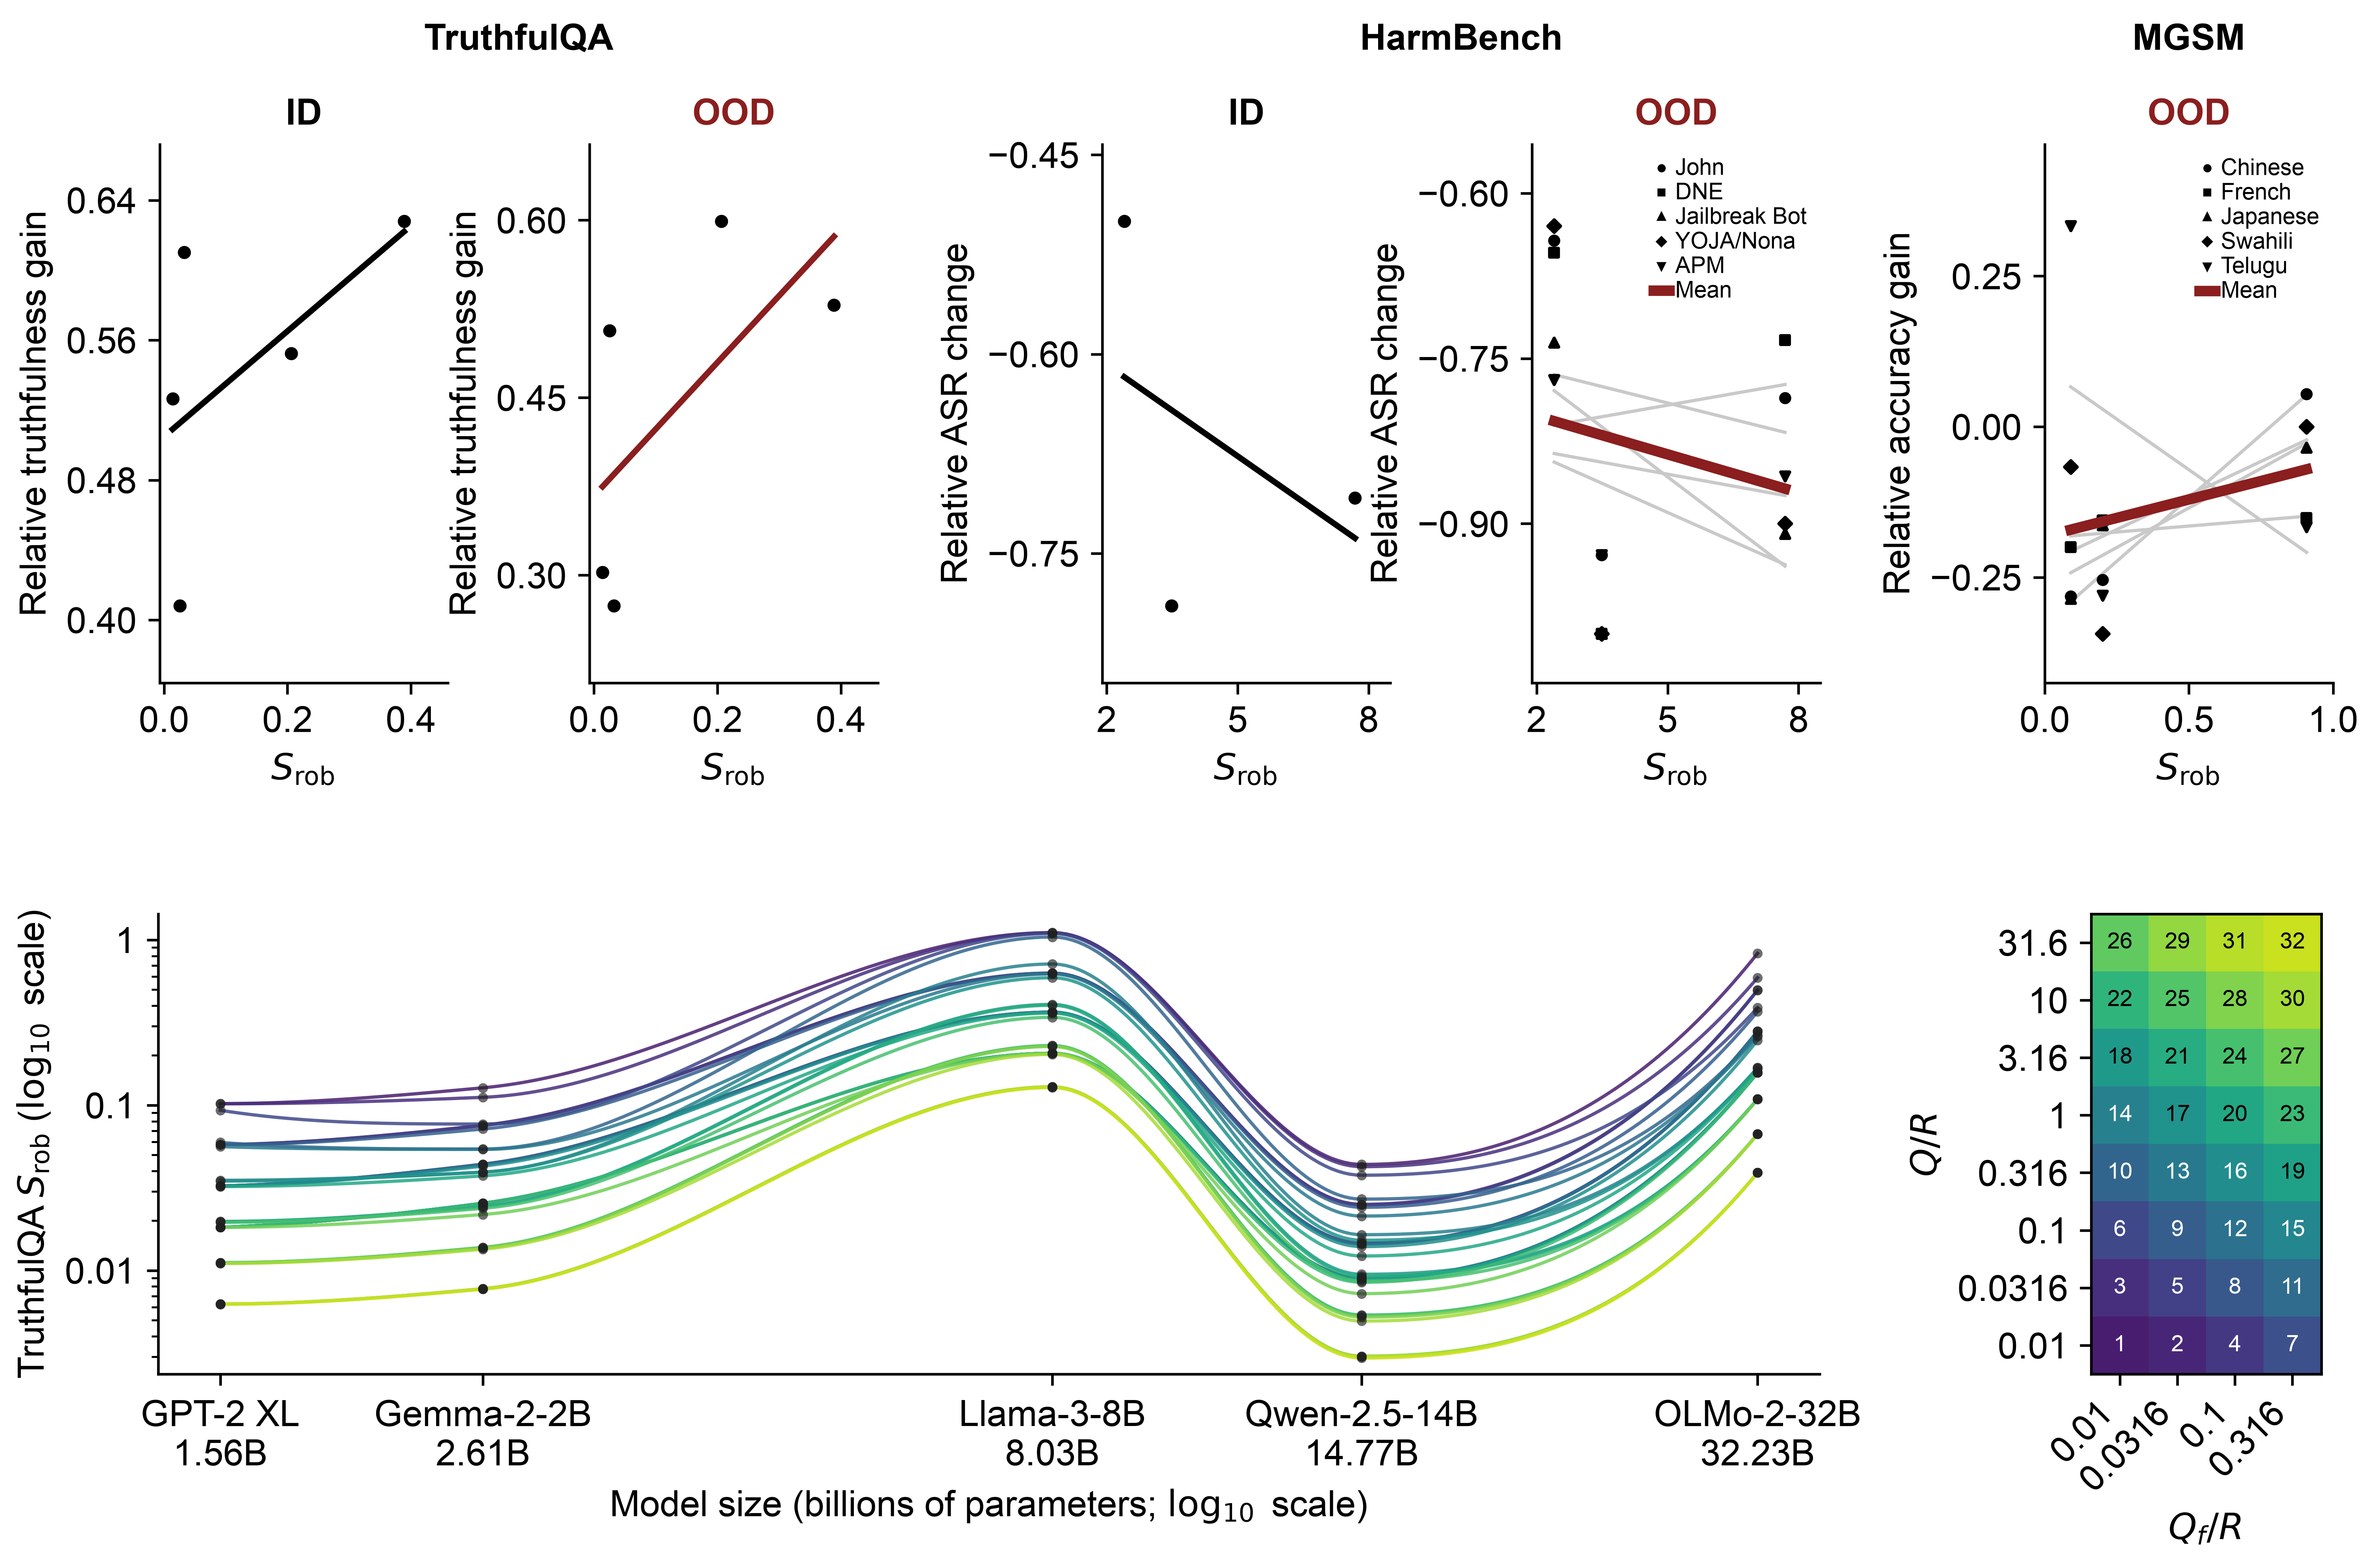 TruthfulQA
HarmBench
MGSM
ID
OOD
ID
OOD
OOD
Relative truthfulness gain
0.64
0.56
0.48
0.40
0.0 0.2 0.4
S_rob
Relative truthfulness gain
0.60
0.45
0.30
0.0 0.2 0.4
S_rob
Relative ASR change
−0.45
−0.60
−0.75
2 5 8
S_rob
Relative ASR change
−0.60
−0.75
−0.90
John
DNE
Jailbreak Bot
YOJA/Nona
APM
Mean
2 5 8
S_rob
Relative accuracy gain
0.25
0.00
−0.25
Chinese
French
Japanese
Swahili
Telugu
Mean
0.0 0.5 1.0
S_rob
TruthfulQA S_rob (log₁₀ scale)
1
0.1
0.01
GPT-2 XL
1.56B
Gemma-2-2B
2.61B
Llama-3-8B
8.03B
Qwen-2.5-14B
14.77B
OLMo-2-32B
32.23B
Model size (billions of parameters; log₁₀ scale)
Q/R
31.6 26 29 31 32
10 22 25 28 30
3.16 18 21 24 27
1 14 17 20 23
0.316 10 13 16 19
0.1 6 9 12 15
0.0316 3 5 8 11
0.01 1 2 4 7
0.01 0.0316 0.1 0.316
Q_f/R